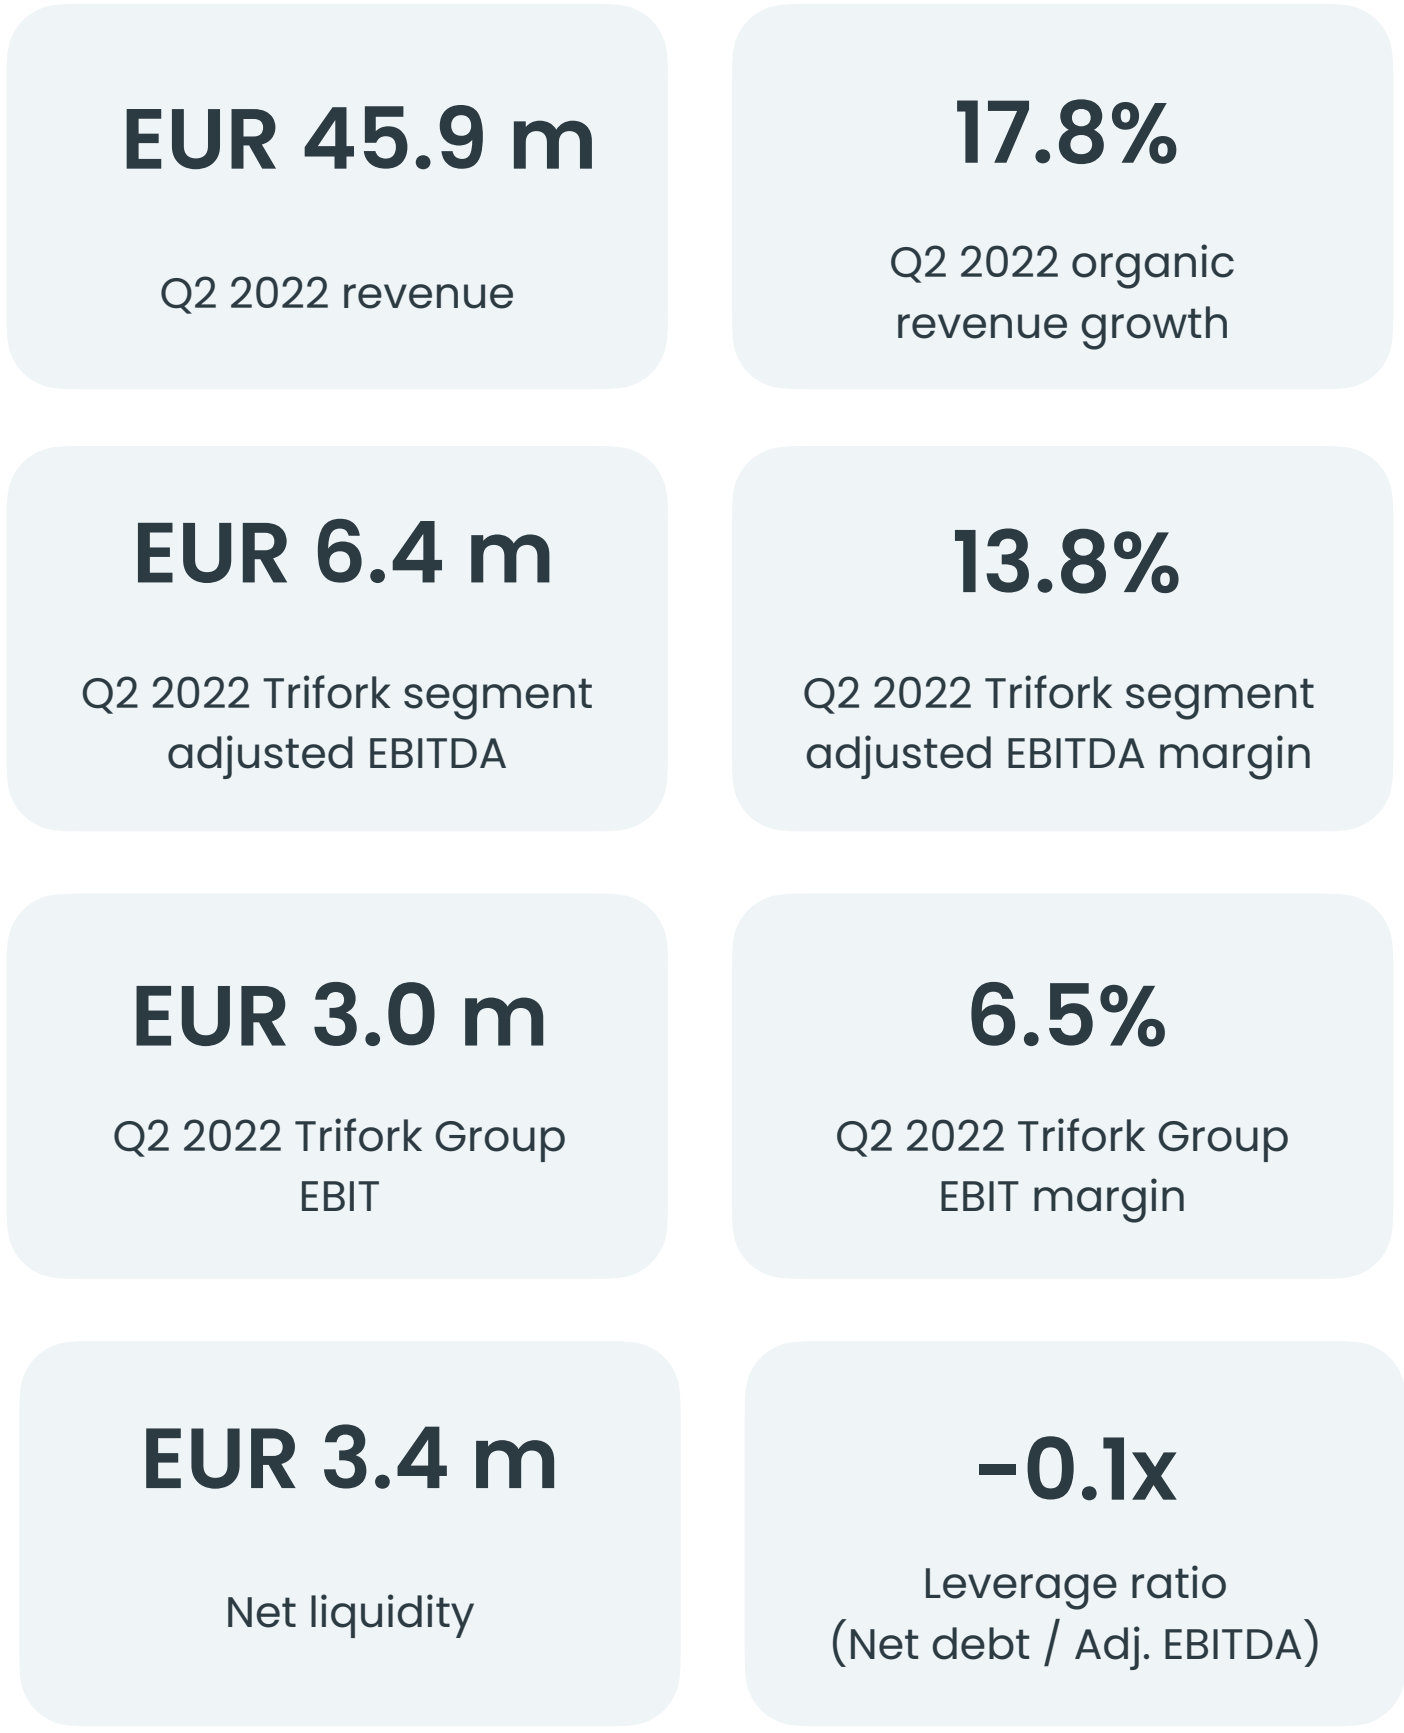 EUR 45.9 m
Q2 2022 revenue
17.8%
Q2 2022 organic
revenue growth
EUR 6.4 m
Q2 2022 Trifork segment
adjusted EBITDA
13.8%
Q2 2022 Trifork segment
adjusted EBITDA margin
EUR 3.0 m
Q2 2022 Trifork Group
EBIT
6.5%
Q2 2022 Trifork Group
EBIT margin
EUR 3.4 m
Net liquidity
-0.1x
Leverage ratio
(Net debt / Adj. EBITDA)